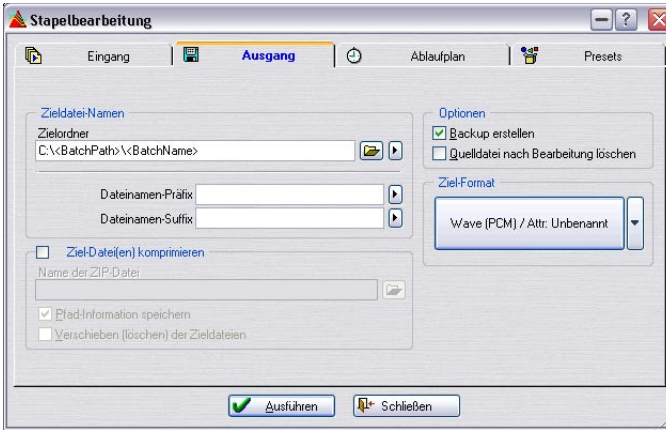 Stapelbearbeitung
Eingang
Ausgang
Ablaufplan
Presets
Zieldatei-Namen
Zielordner
C:\<BatchPath>\<BatchName>
Dateinamen-Präfix
Dateinamen-Suffix
Ziel-Datei(en) komprimieren
Name der ZIP-Datei
Pfad-Information speichern
Verschieben (löschen) der Zieldateien
Optionen
Backup erstellen
Quelldatei nach Bearbeitung löschen
Ziel-Format
Wave (PCM) / Attr: Unbenannt
Ausführen
Schließen